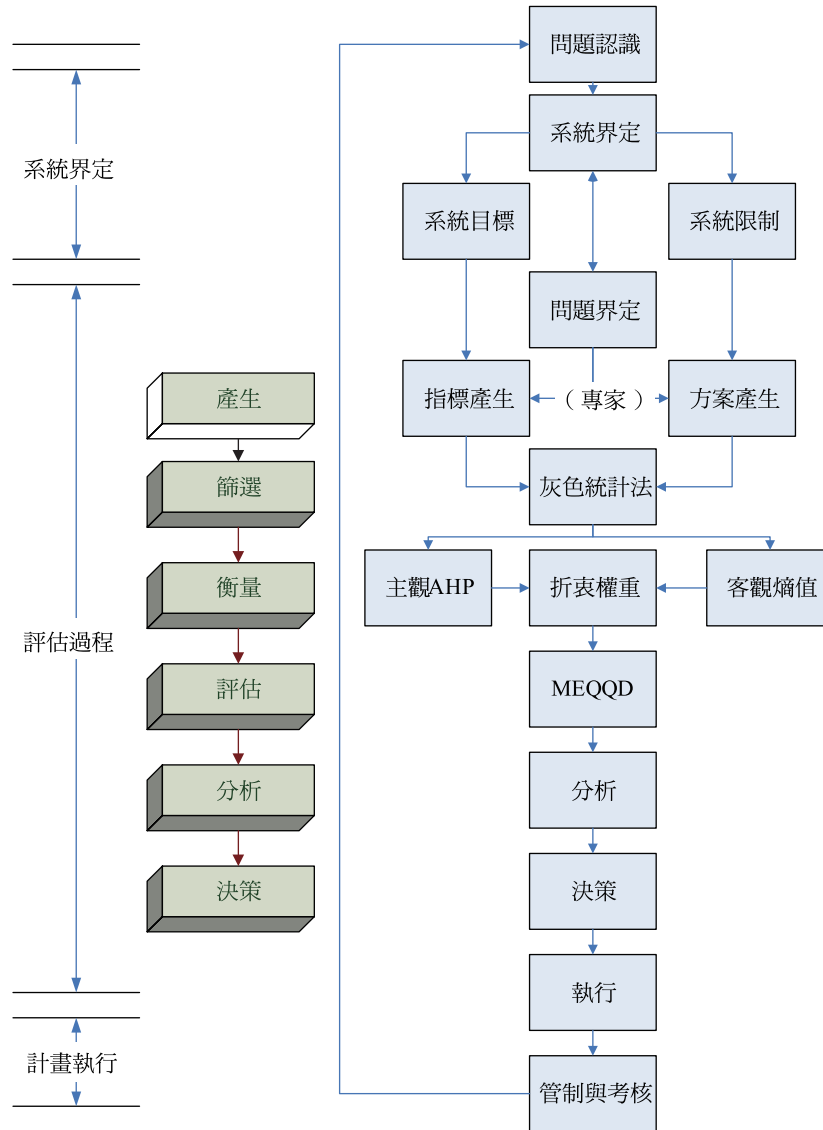 問題認識
系統界定
系統界定
系統目標
系統限制
問題界定
產生
指標產生
（專家）
方案產生
篩選
灰色統計法
衡量
主觀AHP
折衷權重
客觀熵值
評估過程
評估
MEQQD
分析
分析
決策
決策
執行
計畫執行
管制與考核